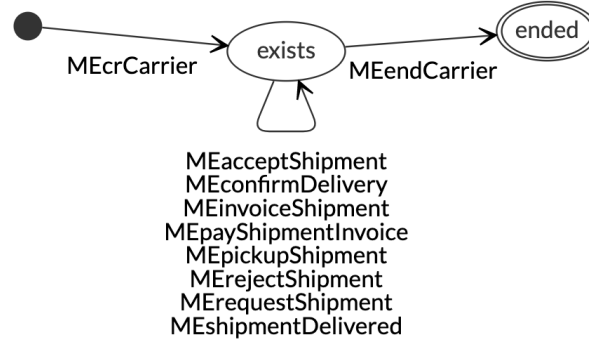 exists
ended
MEcrCarrier
MEendCarrier
MEacceptShipment
MEconfirmDelivery
MEinvoiceShipment
MEpayShipmentInvoice
MEpickupShipment
MErejectShipment
MErequestShipment
MEshipmentDelivered